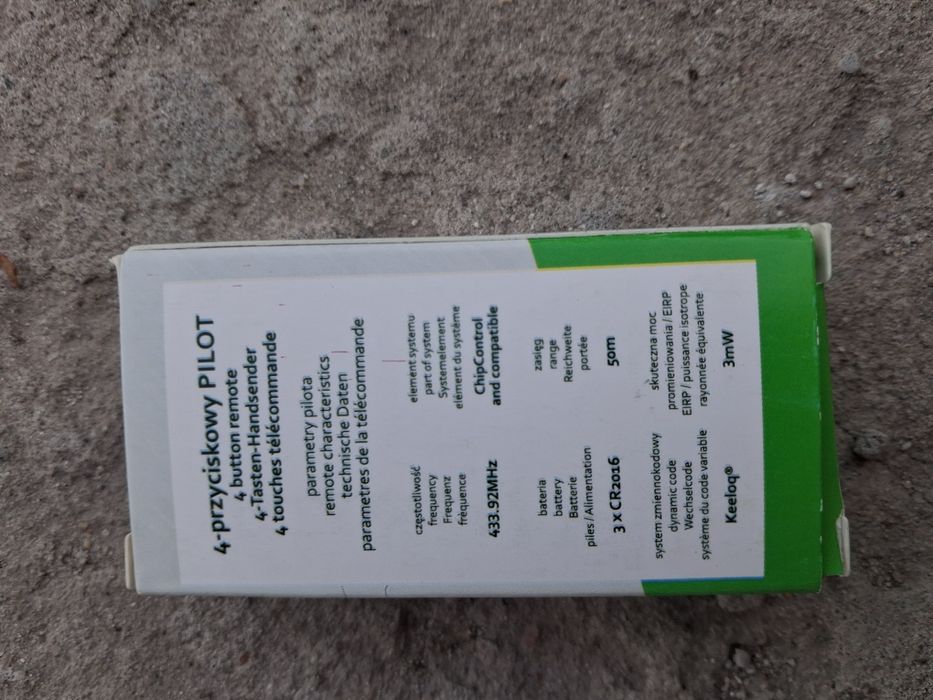 4-przyciskowy PILOT
4 button remote
4-Tasten-Handsender
4 touches télécommande
parametry pilota
remote characteristics
technische Daten
parametres de la télécommande
częstotliwość
frequency
Frequenz
fréquence
433.92MHz
element systemu
part of system
Systemelement
elément du système
ChipControl
and compatible
bateria
battery
Batterie
piles/Alimentation
3 x CR2016
zasięg
range
Reichweite
portée
50m
system zmiennokodowy
dynamic code
Wechselcode
système du code variable
Keeloq®
skuteczna moc
promieniowania / EIRP
EIRP / puissance isotrope
rayonnée équivalente
3mW